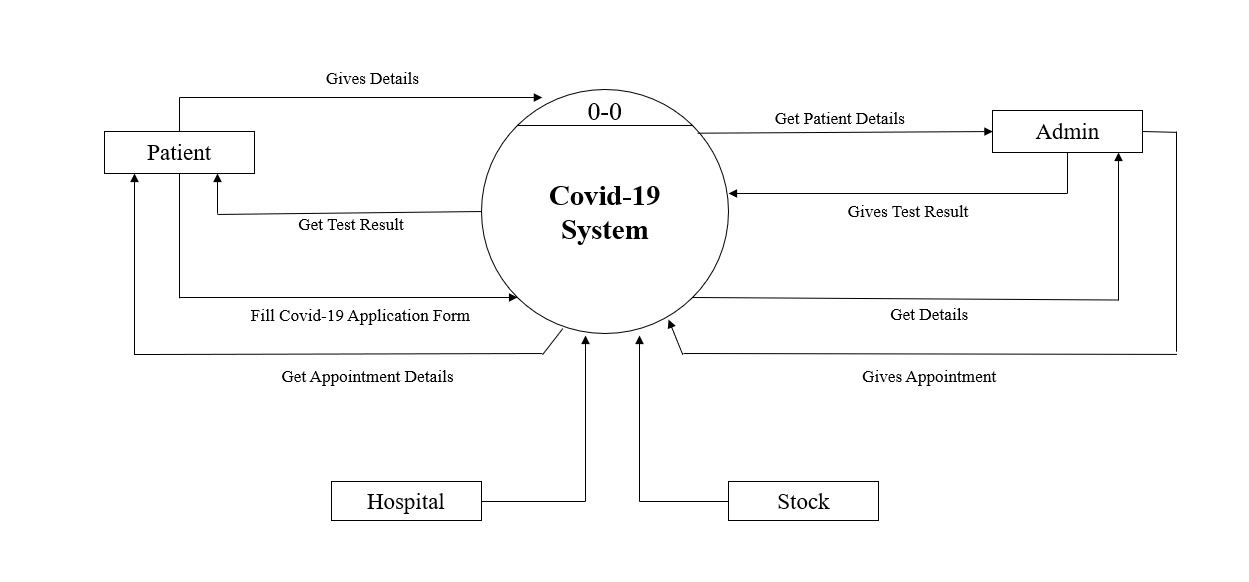 Gives Details
0-0
Get Patient Details
Admin
Patient
Covid-19
System
Get Test Result
Gives Test Result
Fill Covid-19 Application Form
Get Details
Get Appointment Details
Gives Appointment
Hospital
Stock